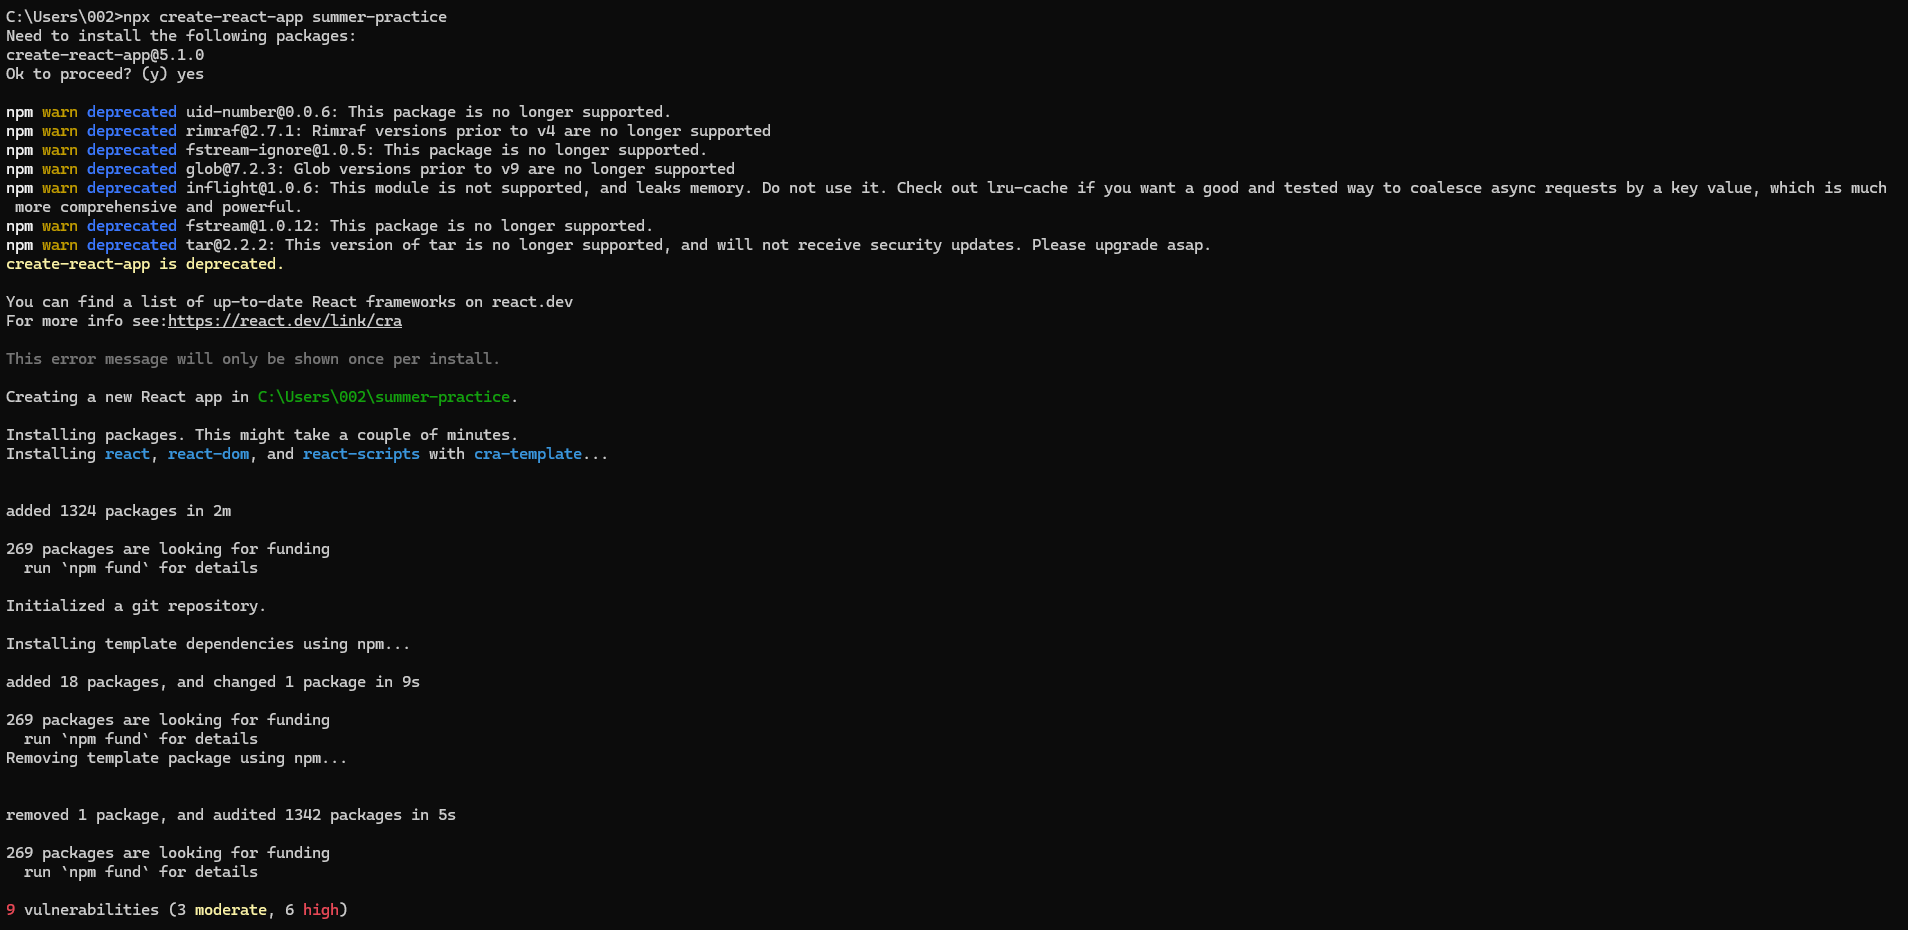 C:\Users\002>npx create-react-app summer-practice
Need to install the following packages:
create-react-app@5.1.0
Ok to proceed? (y) yes
npm warn deprecated uid-number@0.0.6: This package is no longer supported.
npm warn deprecated rimraf@2.7.1: Rimraf versions prior to v4 are no longer supported
npm warn deprecated fstream-ignore@1.0.5: This package is no longer supported.
npm warn deprecated glob@7.2.3: Glob versions prior to v9 are no longer supported
npm warn deprecated inflight@1.0.6: This module is not supported, and leaks memory. Do not use it. Check out lru-cache if you want a good and tested way to coalesce async requests by a key value, which is much
 more comprehensive and powerful.
npm warn deprecated fstream@1.0.12: This package is no longer supported.
npm warn deprecated tar@2.2.2: This version of tar is no longer supported, and will not receive security updates. Please upgrade asap.
create-react-app is deprecated.
You can find a list of up-to-date React frameworks on react.dev
For more info see:https://react.dev/link/cra
This error message will only be shown once per install.
Creating a new React app in C:\Users\002\summer-practice.
Installing packages. This might take a couple of minutes.
Installing react, react-dom, and react-scripts with cra-template...
added 1324 packages in 2m
269 packages are looking for funding
  run `npm fund` for details
Initialized a git repository.
Installing template dependencies using npm...
added 18 packages, and changed 1 package in 9s
269 packages are looking for funding
  run `npm fund` for details
Removing template package using npm...
removed 1 package, and audited 1342 packages in 5s
269 packages are looking for funding
  run `npm fund` for details
9 vulnerabilities (3 moderate, 6 high)